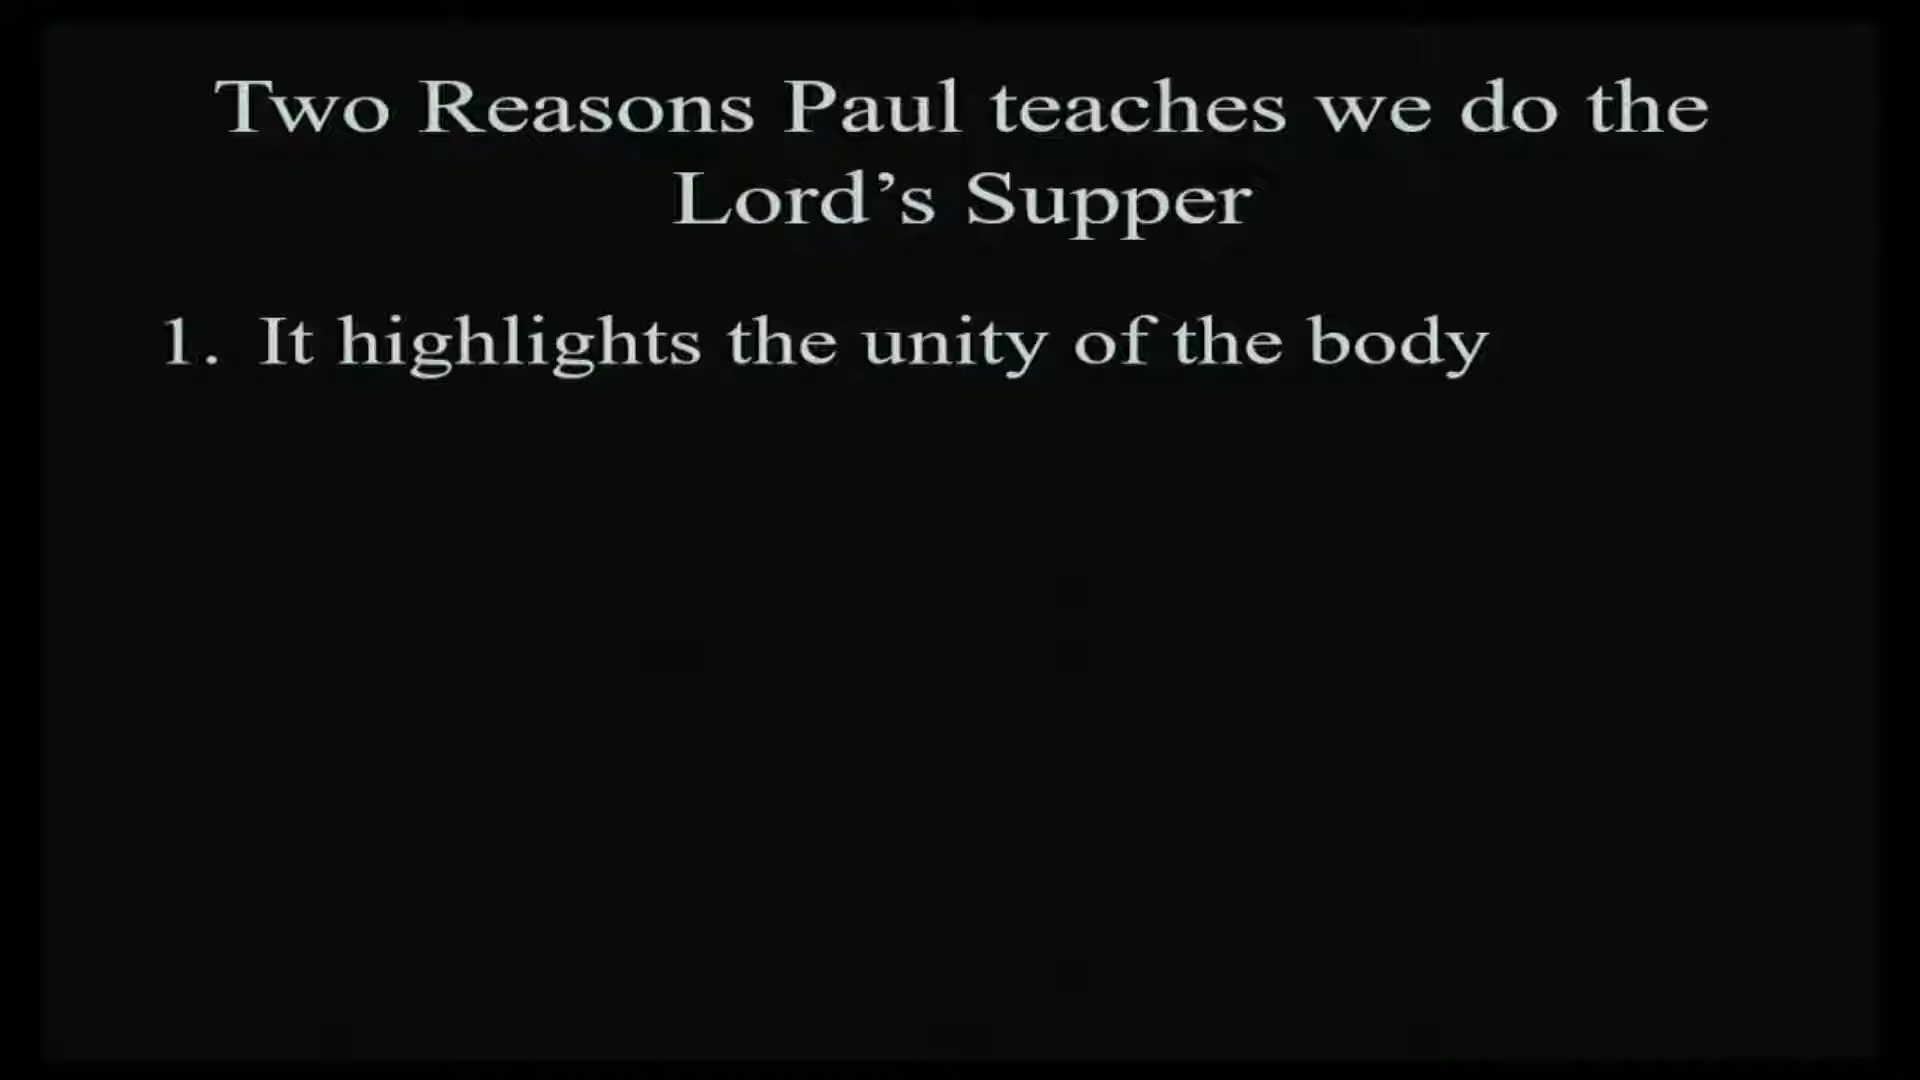 Two Reasons Paul teaches we do the
Lord’s Supper
1. It highlights the unity of the body